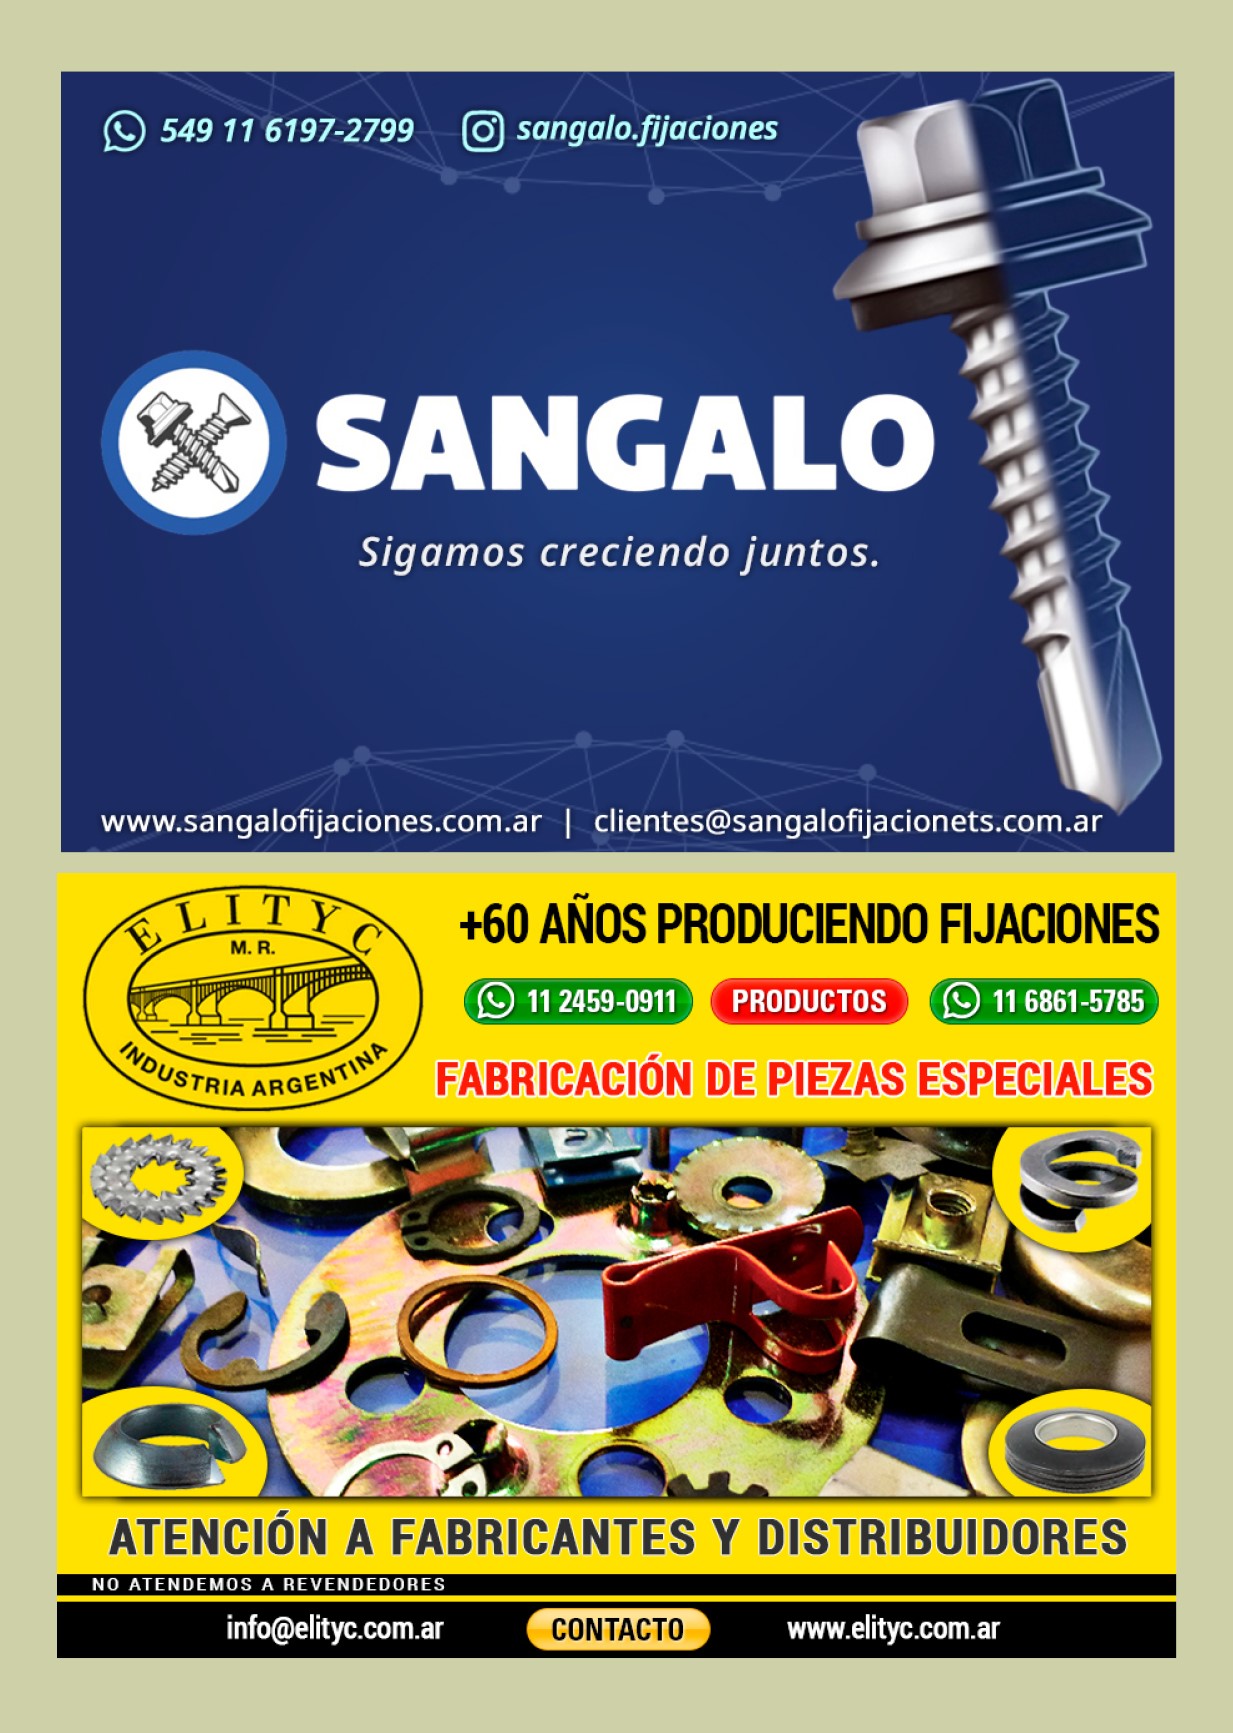 549 11 6197-2799 sangalo.fijaciones
SANGALO
Sigamos creciendo juntos.
www.sangalofijaciones.com.ar | clientes@sangalofijacionets.com.ar
ELITYC
M. R.
INDUSTRIA ARGENTINA
+60 AÑOS PRODUCIENDO FIJACIONES
11 2459-0911 PRODUCTOS 11 6861-5785
FABRICACIÓN DE PIEZAS ESPECIALES
ATENCIÓN A FABRICANTES Y DISTRIBUIDORES
NO ATENDEMOS A REVENDEDORES
info@elityc.com.ar CONTACTO www.elityc.com.ar